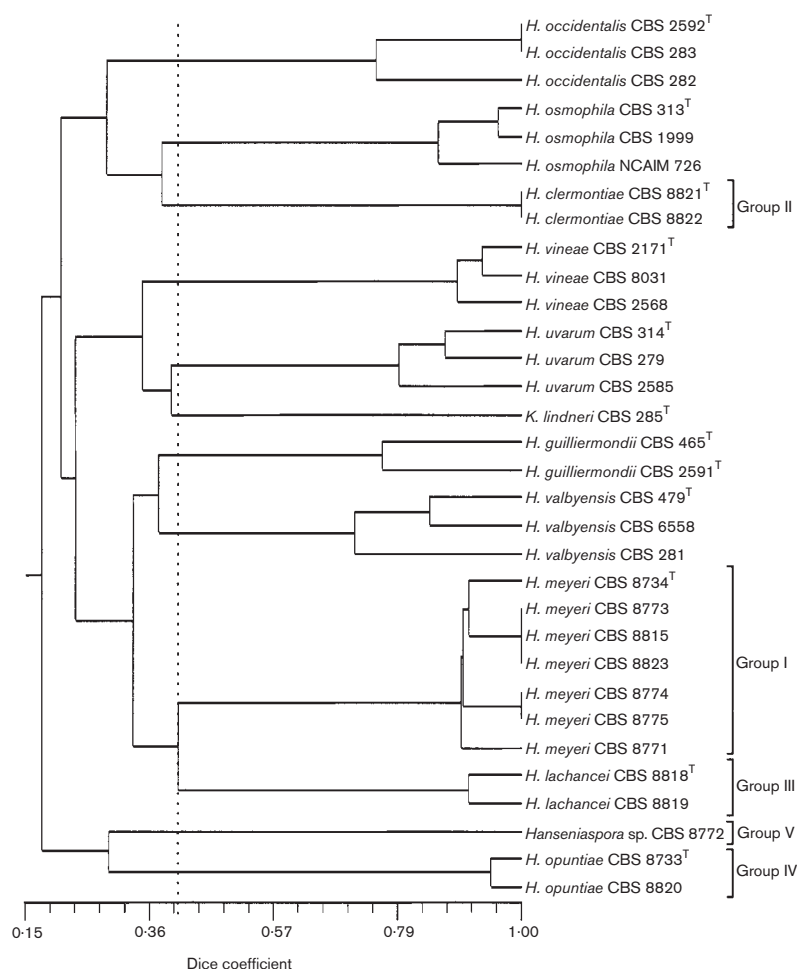 H. occidentalis CBS 2592T
H. occidentalis CBS 283
H. occidentalis CBS 282
H. osmophila CBS 313T
H. osmophila CBS 1999
H. osmophila NCAIM 726
H. clermontiae CBS 8821T
H. clermontiae CBS 8822
Group II
H. vineae CBS 2171T
H. vineae CBS 8031
H. vineae CBS 2568
H. uvarum CBS 314T
H. uvarum CBS 279
H. uvarum CBS 2585
K. lindneri CBS 285T
H. guilliermondii CBS 465T
H. guilliermondii CBS 2591T
H. valbyensis CBS 479T
H. valbyensis CBS 6558
H. valbyensis CBS 281
H. meyeri CBS 8734T
H. meyeri CBS 8773
H. meyeri CBS 8815
H. meyeri CBS 8823
H. meyeri CBS 8774
H. meyeri CBS 8775
H. meyeri CBS 8771
Group I
H. lachancei CBS 8818T
H. lachancei CBS 8819
Group III
Hanseniaspora sp. CBS 8772
Group V
H. opuntiae CBS 8733T
H. opuntiae CBS 8820
Group IV
0·15 0·36 0·57 0·79 1·00
Dice coefficient